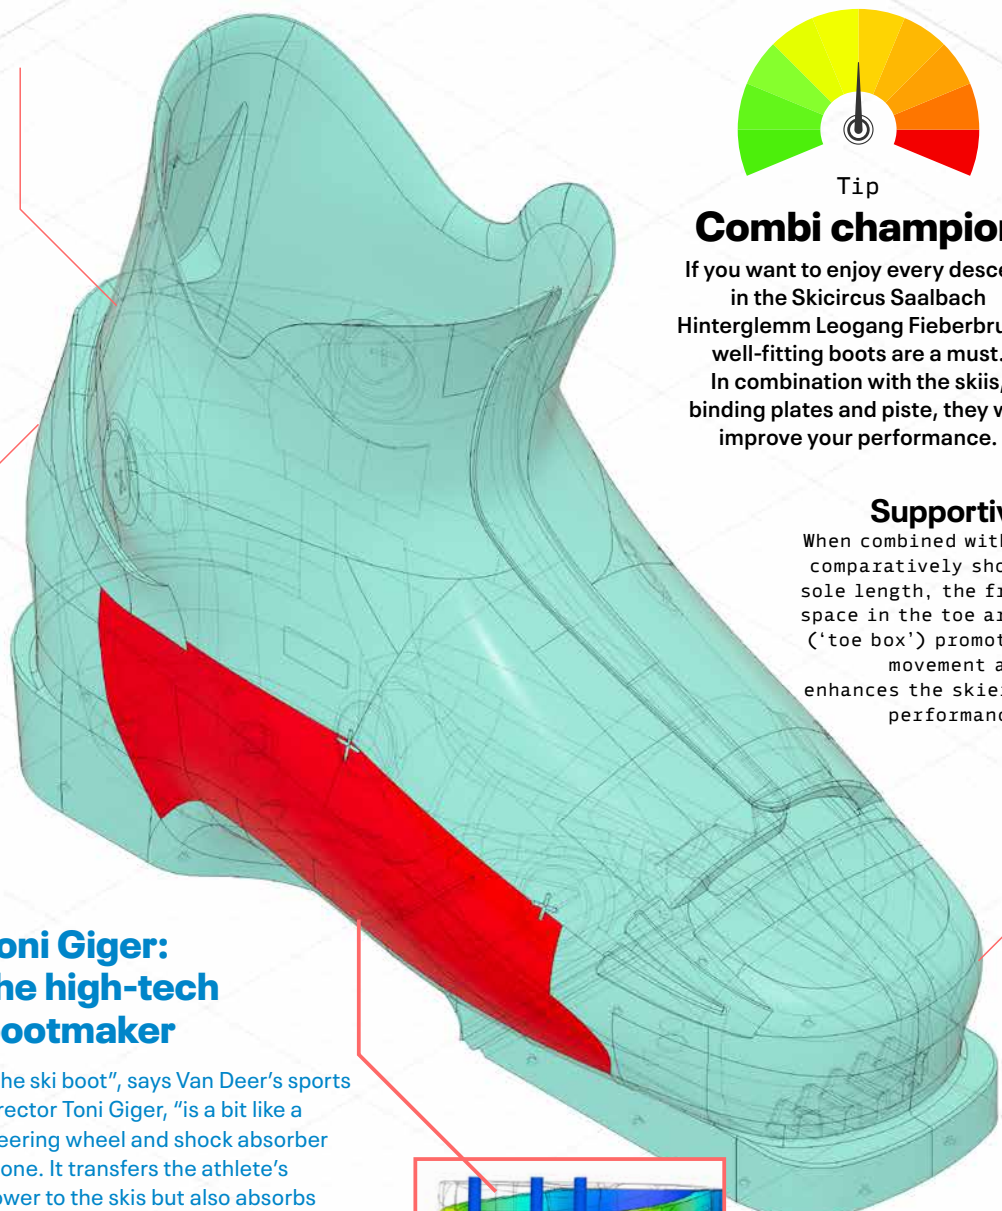 Tip
Combi champion
If you want to enjoy every desce
in the Skicircus Saalbach
Hinterglemm Leogang Fieberbru
well-fitting boots are a must.
In combination with the skiis,
binding plates and piste, they w
improve your performance.
Supportiv
When combined with
comparatively sho
sole length, the fr
space in the toe ar
(‘toe box’) promot
movement a
enhances the skier
performanc
oni Giger:
he high-tech
ootmaker
he ski boot”, says Van Deer’s sports
rector Toni Giger, “is a bit like a
eering wheel and shock absorber
one. It transfers the athlete’s
ower to the skis but also absorbs